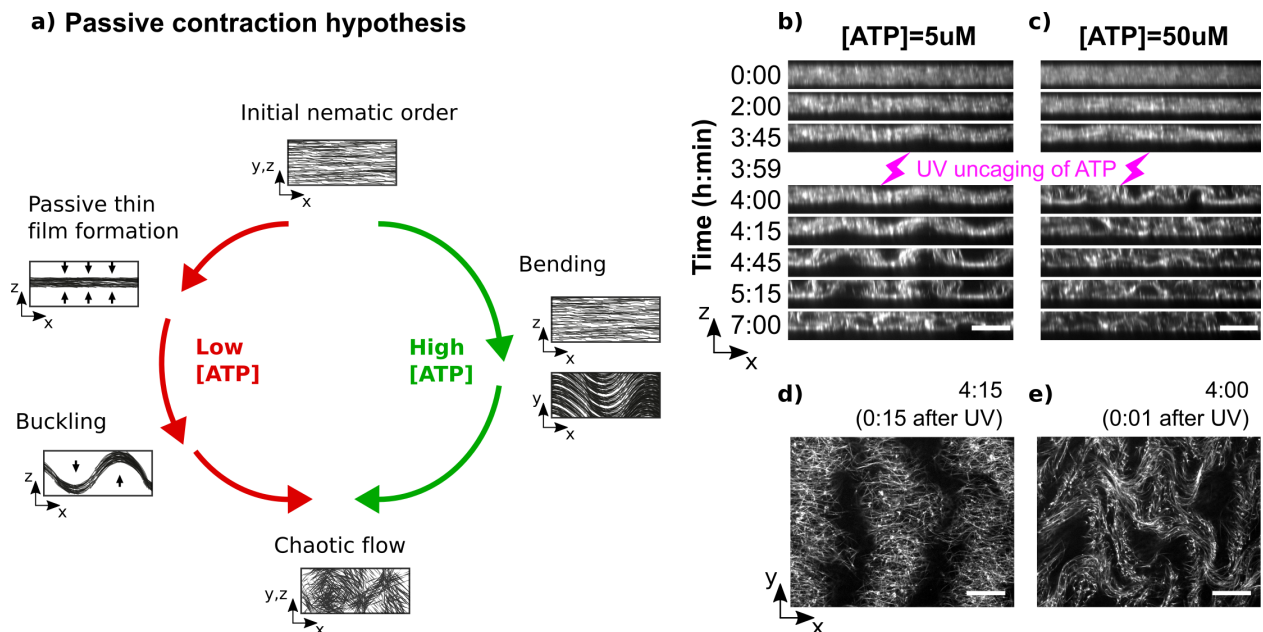 a) Passive contraction hypothesis
Initial nematic order
y,z
x
Passive thin
film formation
z
x
Low
[ATP]
High
[ATP]
Bending
z
x
y
x
Buckling
z
x
Chaotic flow
y,z
x
b)
[ATP]=5uM
c)
[ATP]=50uM
Time (h:min)
0:00
2:00
3:45
3:59
UV uncaging of ATP
4:00
4:15
4:45
5:15
7:00
z
x
d)
4:15
(0:15 after UV)
e)
4:00
(0:01 after UV)
y
x